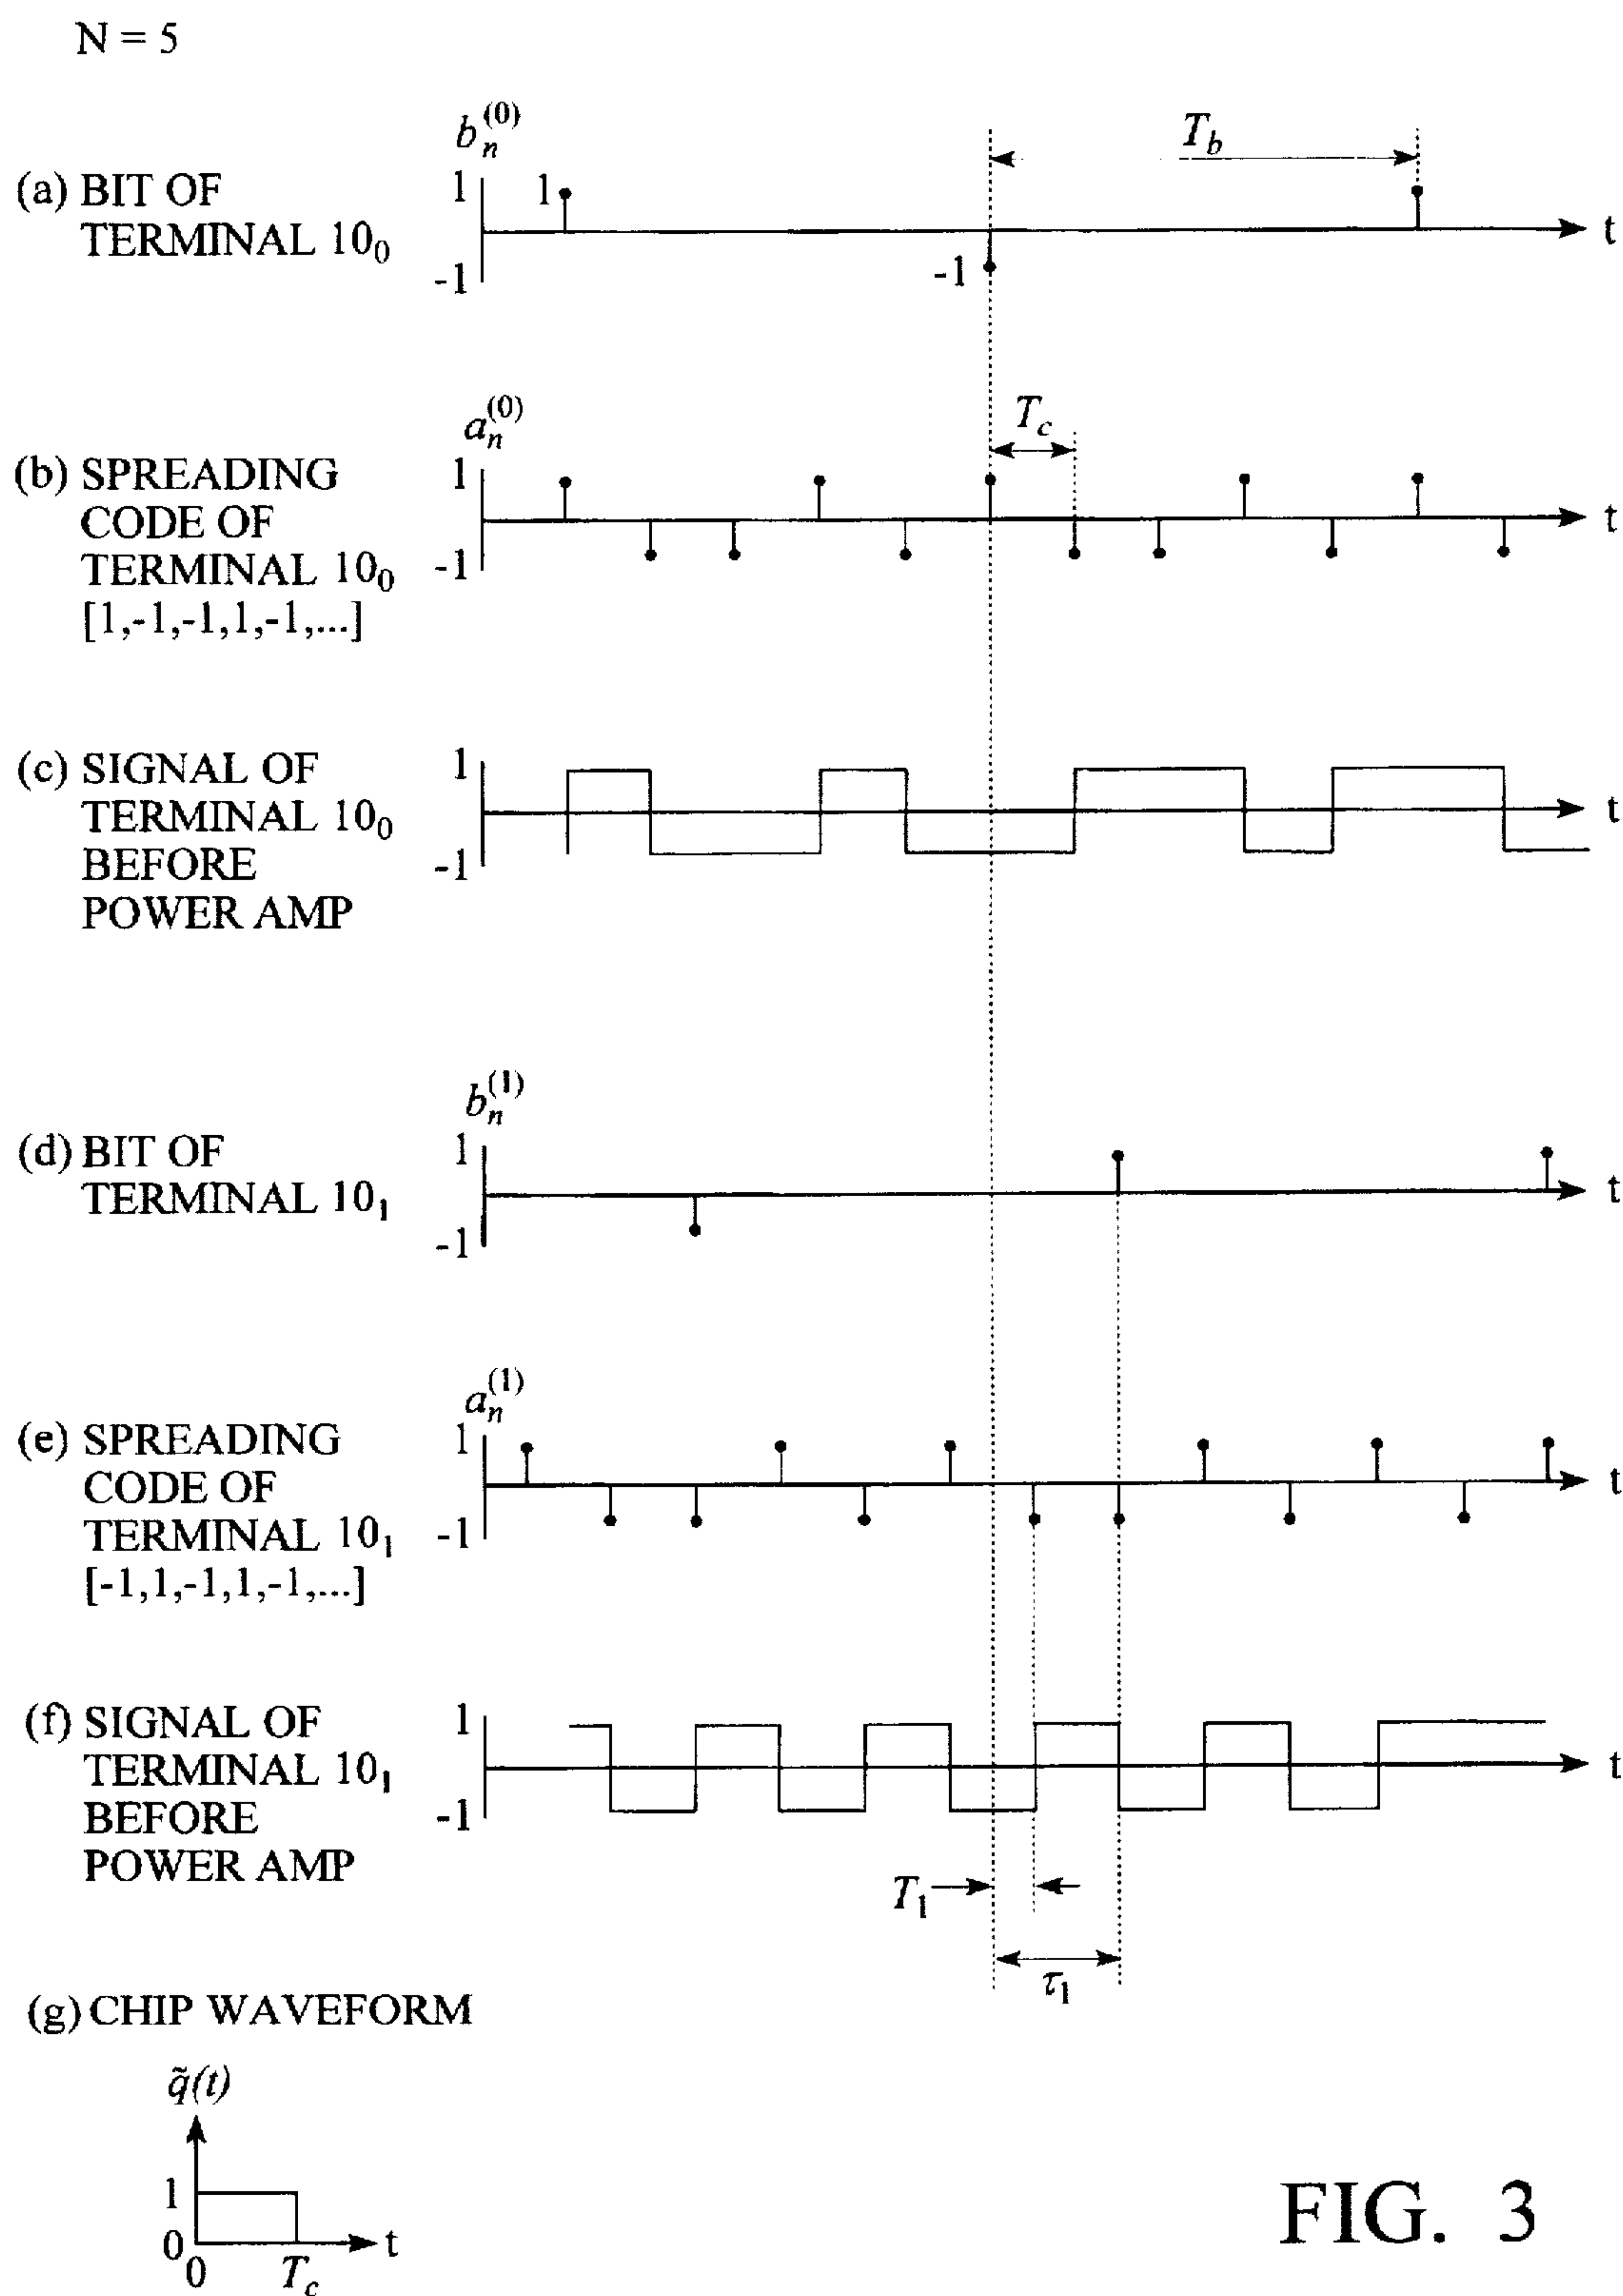 N = 5
b_n^(0)
T_b
(a) BIT OF
TERMINAL 10_0
1
1
-1
-1
t
a_n^(0)
T_c
(b) SPREADING
CODE OF
TERMINAL 10_0
[1,-1,-1,1,-1,...]
1
-1
t
(c) SIGNAL OF
TERMINAL 10_0
BEFORE
POWER AMP
1
-1
t
b_n^(1)
(d) BIT OF
TERMINAL 10_1
1
-1
t
a_n^(1)
(e) SPREADING
CODE OF
TERMINAL 10_1
[-1,1,-1,1,-1,...]
1
-1
t
(f) SIGNAL OF
TERMINAL 10_1
BEFORE
POWER AMP
1
-1
t
T_1
τ_1
(g) CHIP WAVEFORM
q̃(t)
1
0
0
T_c
t
FIG. 3